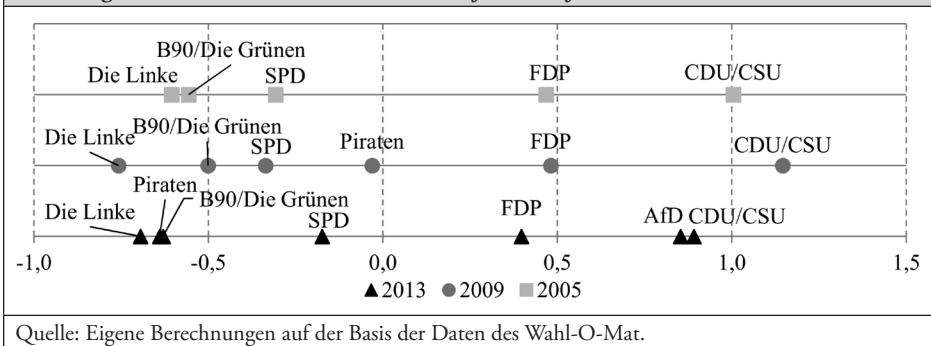 B90/Die Grünen
Die Linke SPD FDP CDU/CSU
Die Linke B90/Die Grünen SPD Piraten FDP CDU/CSU
Piraten
Die Linke B90/Die Grünen SPD FDP AfD CDU/CSU
-1,0 -0,5 0,0 0,5 1,0 1,5
2013 2009 2005
Quelle: Eigene Berechnungen auf der Basis der Daten des Wahl-O-Mat.